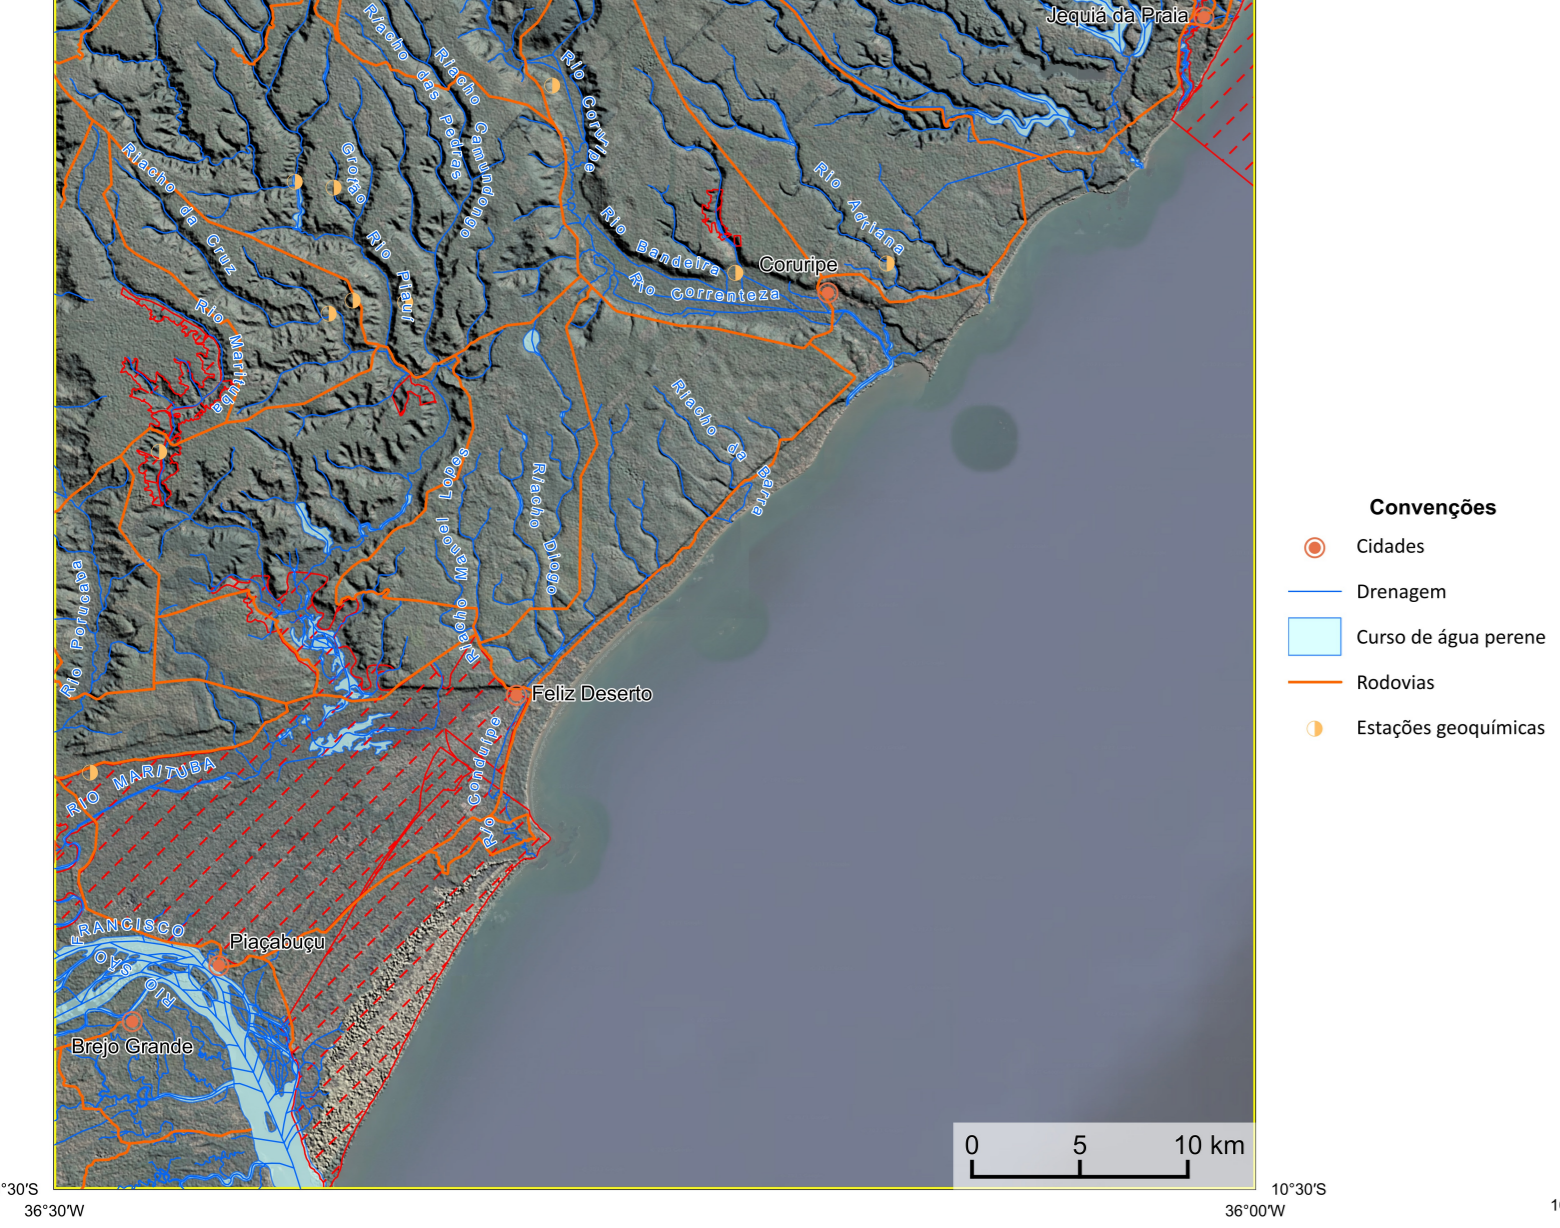 Jequiá da Praia
Riacho das Pedras
Riacho Camundongo
Rio Coruripe
Grotão
Riacho da Cruz
Rio Piauí
Rio Adriana
Rio Bandeira
Coruripe
Rio Correnteza
Rio Marituba
Riacho da Barra
Riacho Manoel Lopes
Riacho Diogo
Rio Porucaba
Feliz Deserto
Rio Conduípe
RIO MARITUBA
RIO SÃO FRANCISCO
Piaçabuçu
Brejo Grande
Convenções
Cidades
Drenagem
Curso de água perene
Rodovias
Estações geoquímicas
0 5 10 km
°30'S
36°30'W
10°30'S
36°00'W